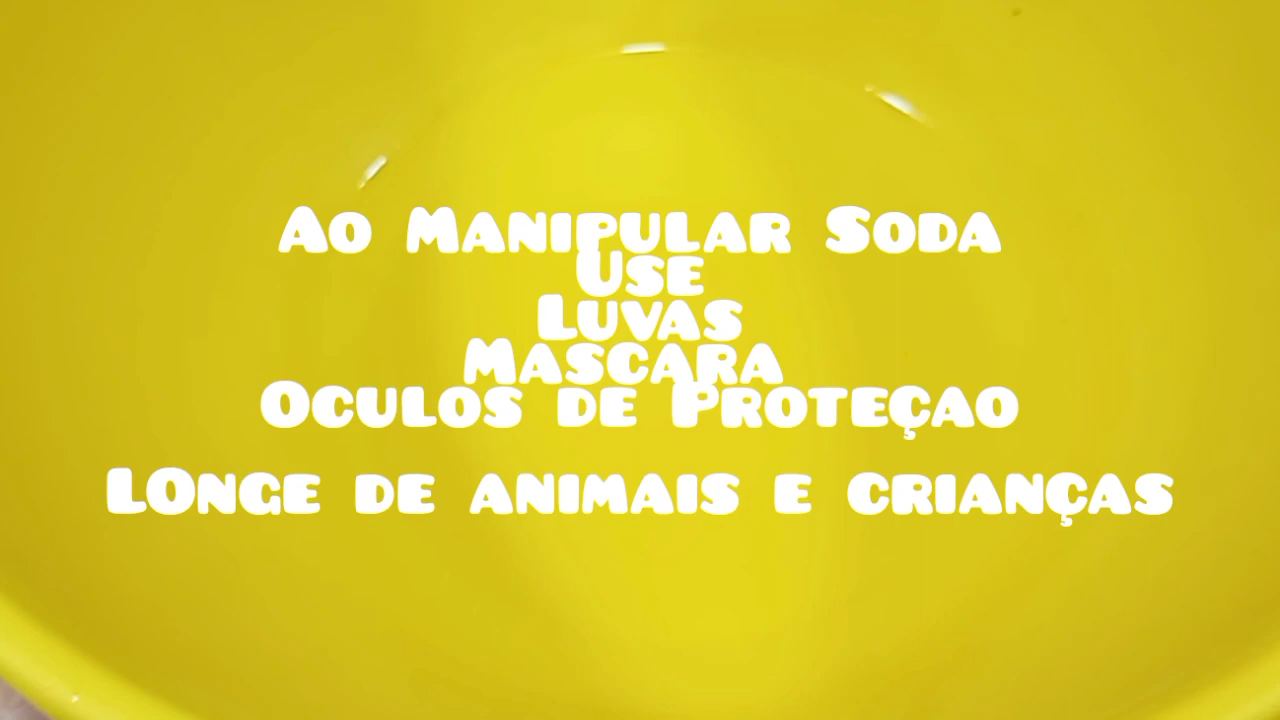 Ao Manipular Soda
Use
Luvas
Mascara
Oculos de Proteçao
LOnge de animais e crianças